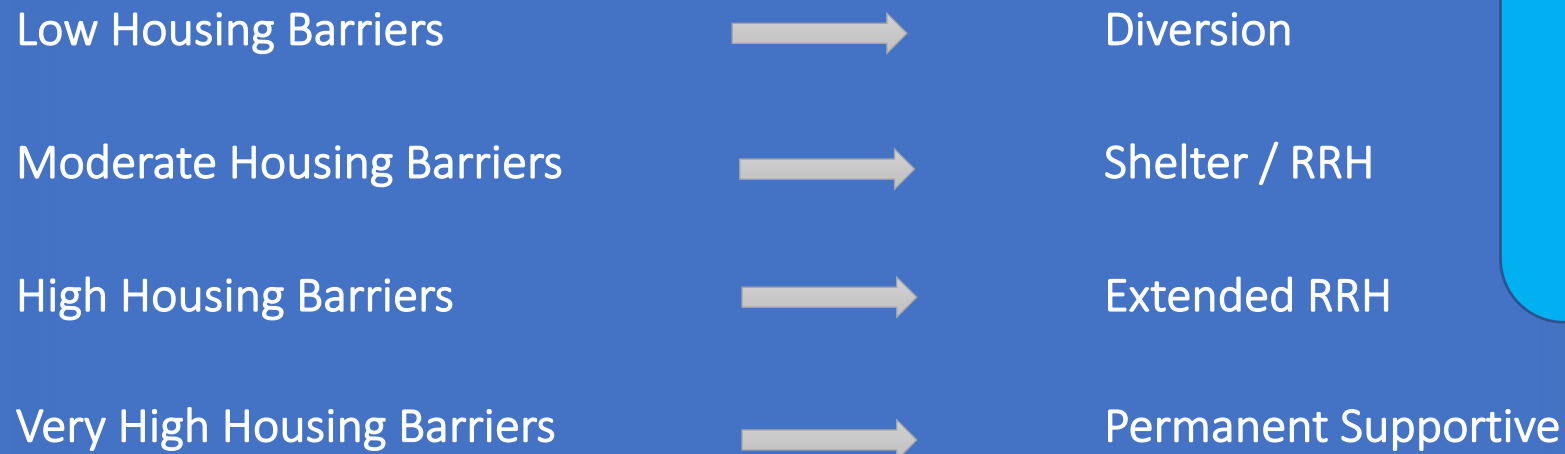 Low Housing Barriers Diversion
Moderate Housing Barriers Shelter / RRH
High Housing Barriers Extended RRH
Very High Housing Barriers Permanent Supportive